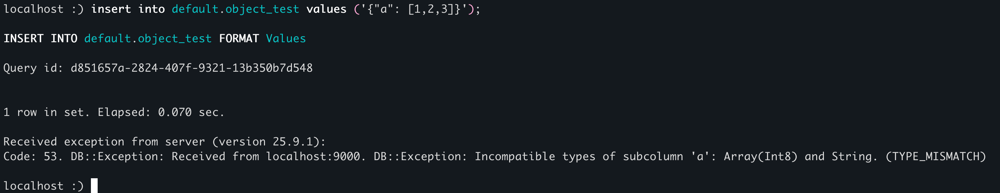 localhost :) insert into default.object_test values ('{"a": [1,2,3]}');
INSERT INTO default.object_test FORMAT Values
Query id: d851657a-2824-407f-9321-13b350b7d548
1 row in set. Elapsed: 0.070 sec.
Received exception from server (version 25.9.1):
Code: 53. DB::Exception: Received from localhost:9000. DB::Exception: Incompatible types of subcolumn 'a': Array(Int8) and String. (TYPE_MISMATCH)
localhost :)